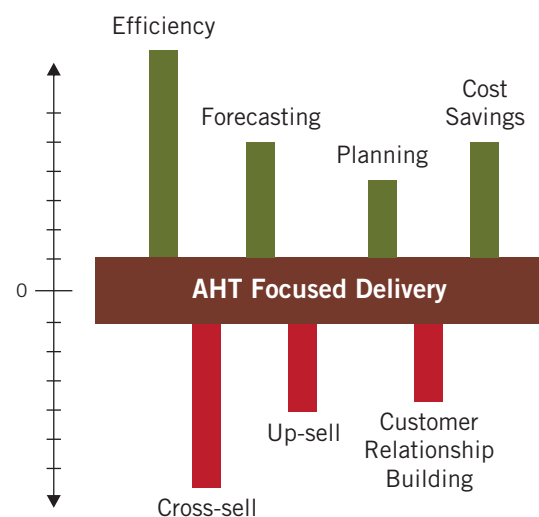 Efficiency
Forecasting
Planning
Cost
Savings
0
AHT Focused Delivery
Cross-sell
Up-sell
Customer
Relationship
Building